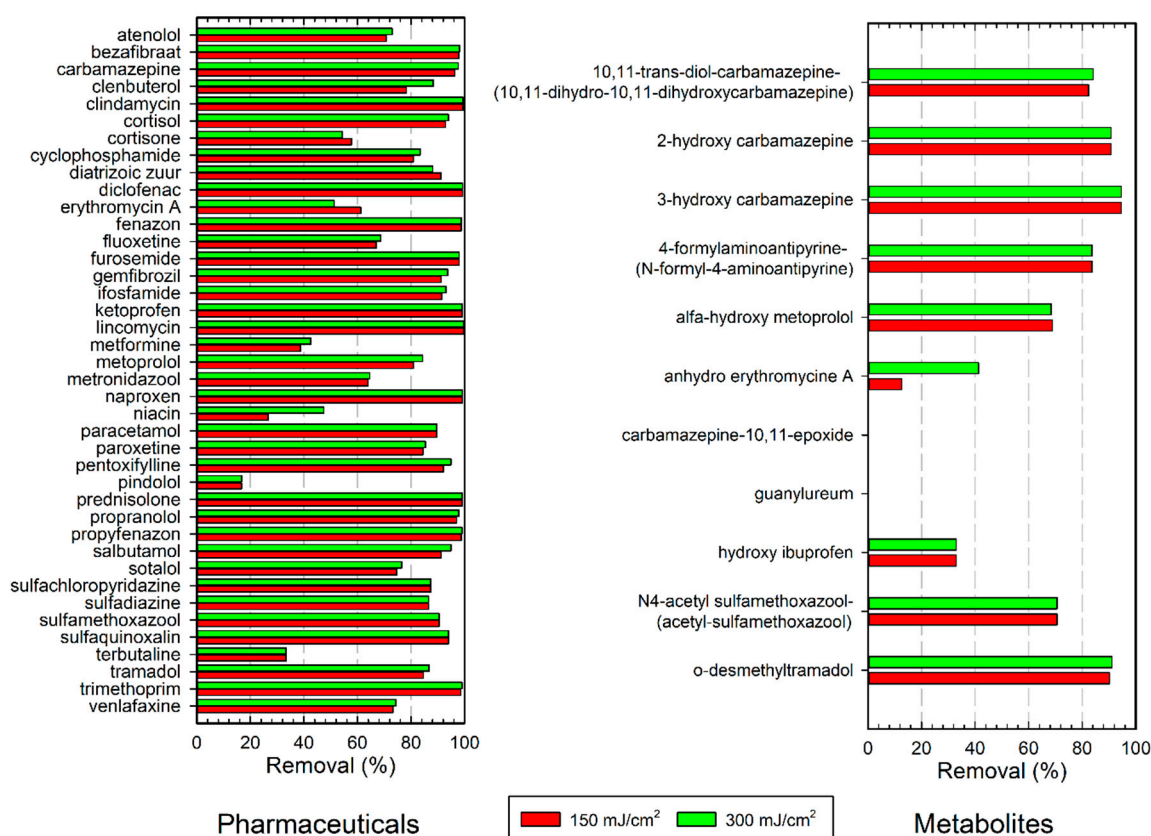 atenolol
bezafibraat
carbamazepine
clenbuterol
clindamycin
cortisol
cortisone
cyclophosphamide
diatrizoic zuur
diclofenac
erythromycin A
fenazon
fluoxetine
furosemide
gemfibrozil
ifosfamide
ketoprofen
lincomycin
metformine
metoprolol
metronidazool
naproxen
niacin
paracetamol
paroxetine
pentoxifylline
pindolol
prednisolone
propranolol
propyfenazon
salbutamol
sotalol
sulfachloropyridazine
sulfadiazine
sulfamethoxazool
sulfaquinoxalin
terbutaline
tramadol
trimethoprim
venlafaxine
0 20 40 60 80 100
Removal (%)
Pharmaceuticals
10,11-trans-diol-carbamazepine-
(10,11-dihydro-10,11-dihydroxycarbamazepine)
2-hydroxy carbamazepine
3-hydroxy carbamazepine
4-formylaminoantipyrine-
(N-formyl-4-aminoantipyrine)
alfa-hydroxy metoprolol
anhydro erythromycine A
carbamazepine-10,11-epoxide
guanylureum
hydroxy ibuprofen
N4-acetyl sulfamethoxazool-
(acetyl-sulfamethoxazool)
o-desmethyltramadol
0 20 40 60 80 100
Removal (%)
Metabolites
150 mJ/cm² 300 mJ/cm²